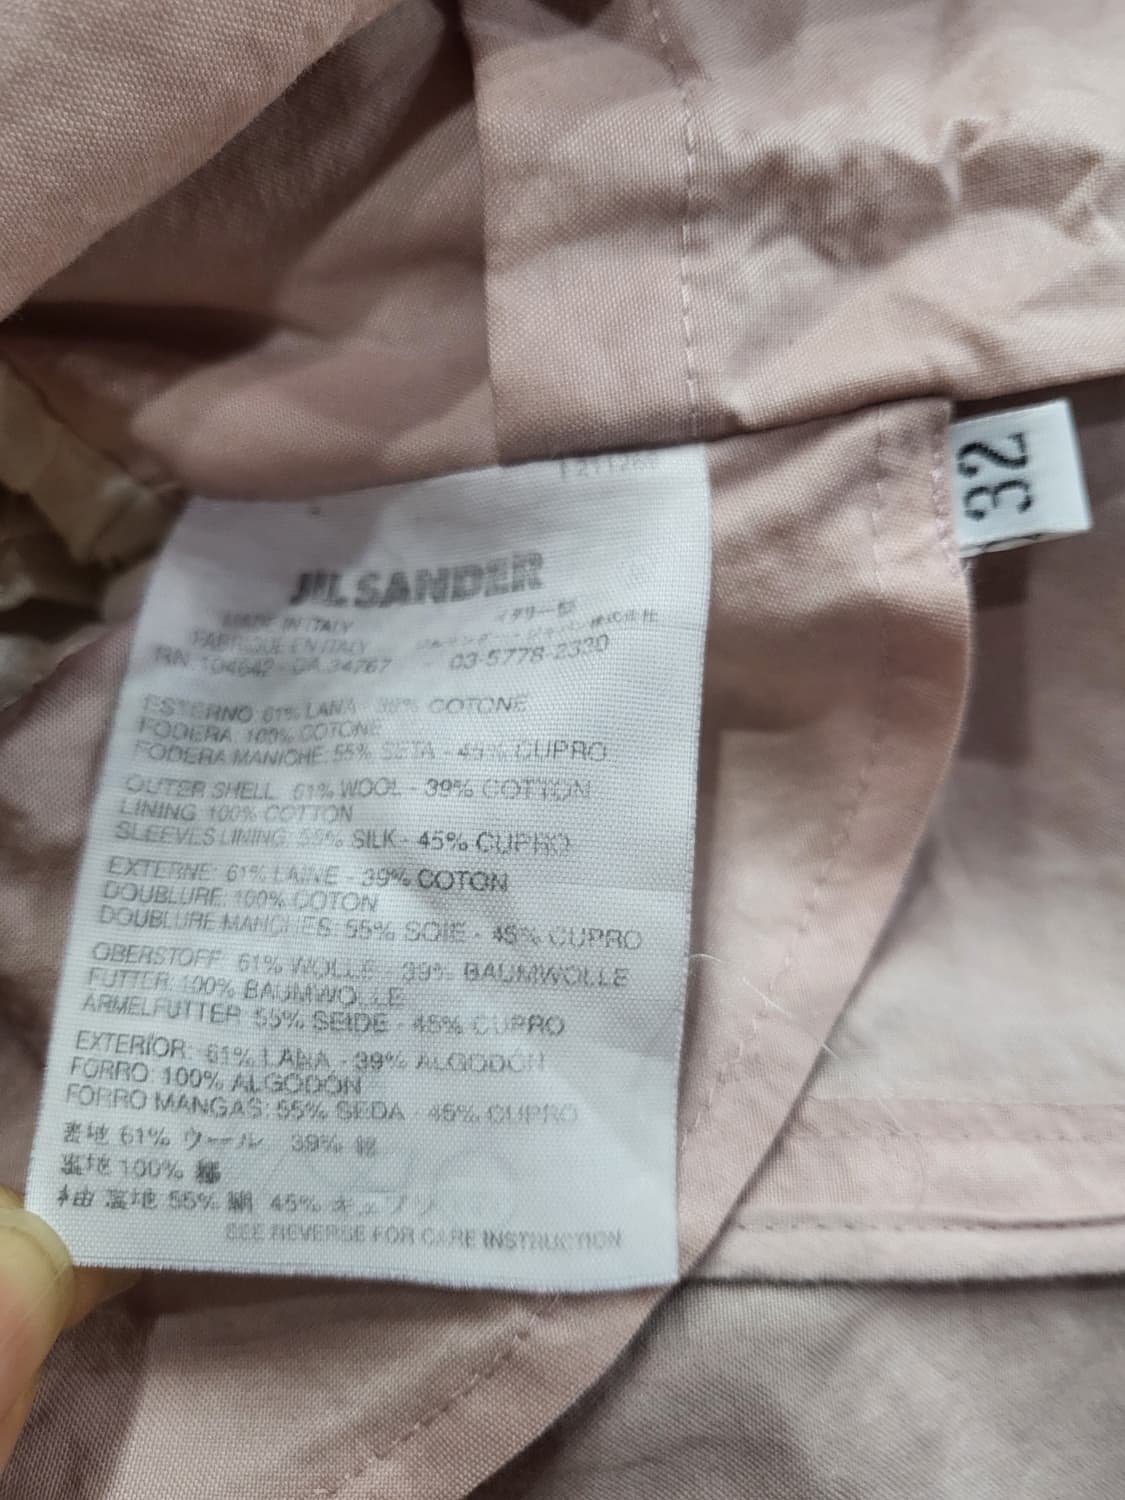 JIL SANDER
MADE IN ITALY
FABRIQUE EN ITALY
イタリー製
RN 104642 - CA 34767
03-5778-2330
ESTERNO 61% LANA - 39% COTONE
FODERA 100% COTONE
FODERA MANICHE: 55% SETA - 45% CUPRO
OUTER SHELL 61% WOOL - 39% COTTON
LINING 100% COTTON
SLEEVES LINING: 55% SILK - 45% CUPRO
EXTERNE: 61% LAINE - 39% COTON
DOUBLURE: 100% COTON
DOUBLURE MANCHES: 55% SOIE - 45% CUPRO
OBERSTOFF: 61% WOLLE - 39% BAUMWOLLE
FUTTER: 100% BAUMWOLLE
ARMELFUTTER 55% SEIDE - 45% CUPRO
EXTERIOR: 61% LANA - 39% ALGODÓN
FORRO: 100% ALGODÓN
FORRO MANGAS: 55% SEDA - 45% CUPRO
表地 61% ウール 39% 綿
裏地 100% 綿
袖裏地 55% 絹 45% キュプラ
SEE REVERSE FOR CARE INSTRUCTION
32